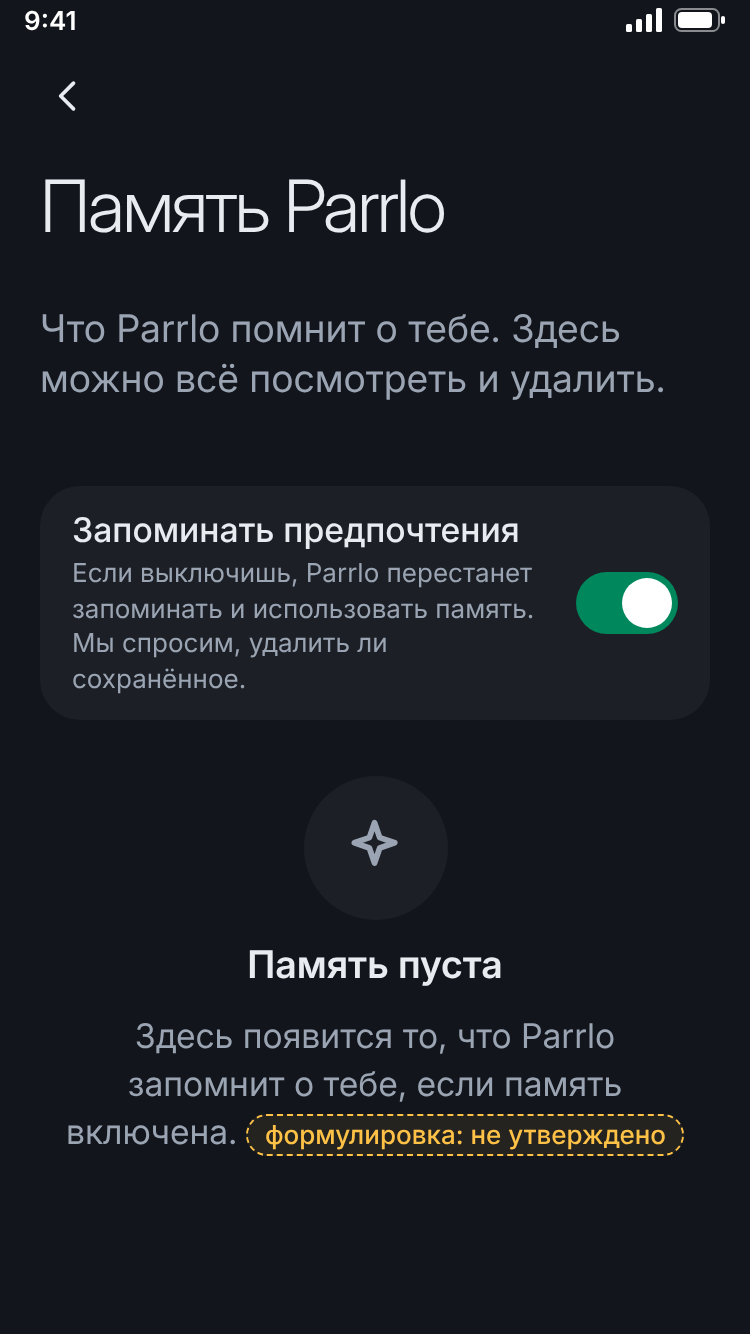 9:41
Память Parrlo
Что Parrlo помнит о тебе. Здесь
можно всё посмотреть и удалить.
Запоминать предпочтения
Если выключишь, Parrlo перестанет
запоминать и использовать память.
Мы спросим, удалить ли
сохранённое.
Память пуста
Здесь появится то, что Parrlo
запомнит о тебе, если память
включена. формулировка: не утверждено